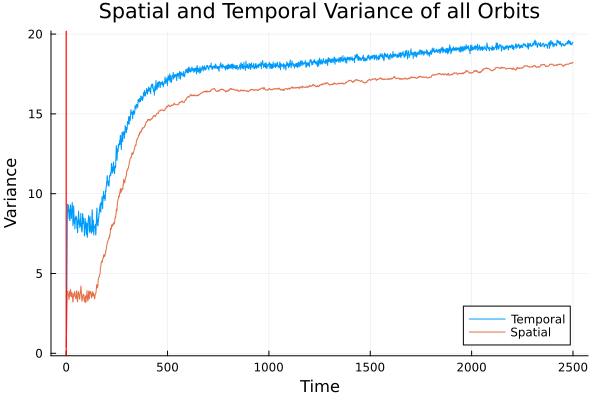 Spatial and Temporal Variance of all Orbits
Variance
20
15
10
5
0
Temporal
Spatial
0 500 1000 1500 2000 2500
Time